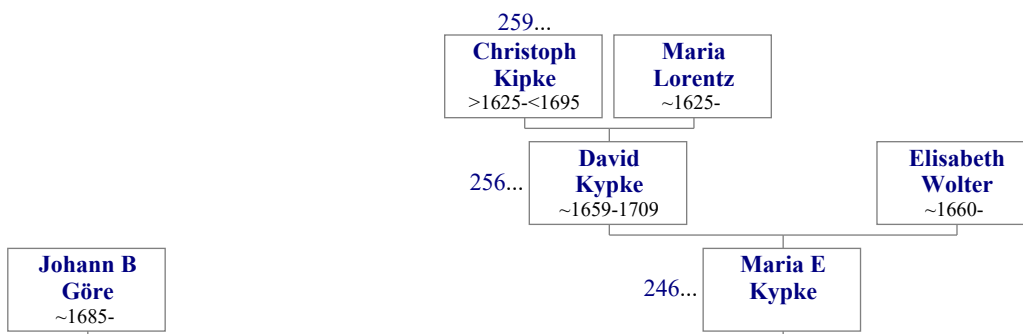 259...
Christoph
Kipke
>1625-<1695
Maria
Lorentz
~1625-
256...
David
Kypke
~1659-1709
Elisabeth
Wolter
~1660-
Johann B
Göre
~1685-
246...
Maria E
Kypke